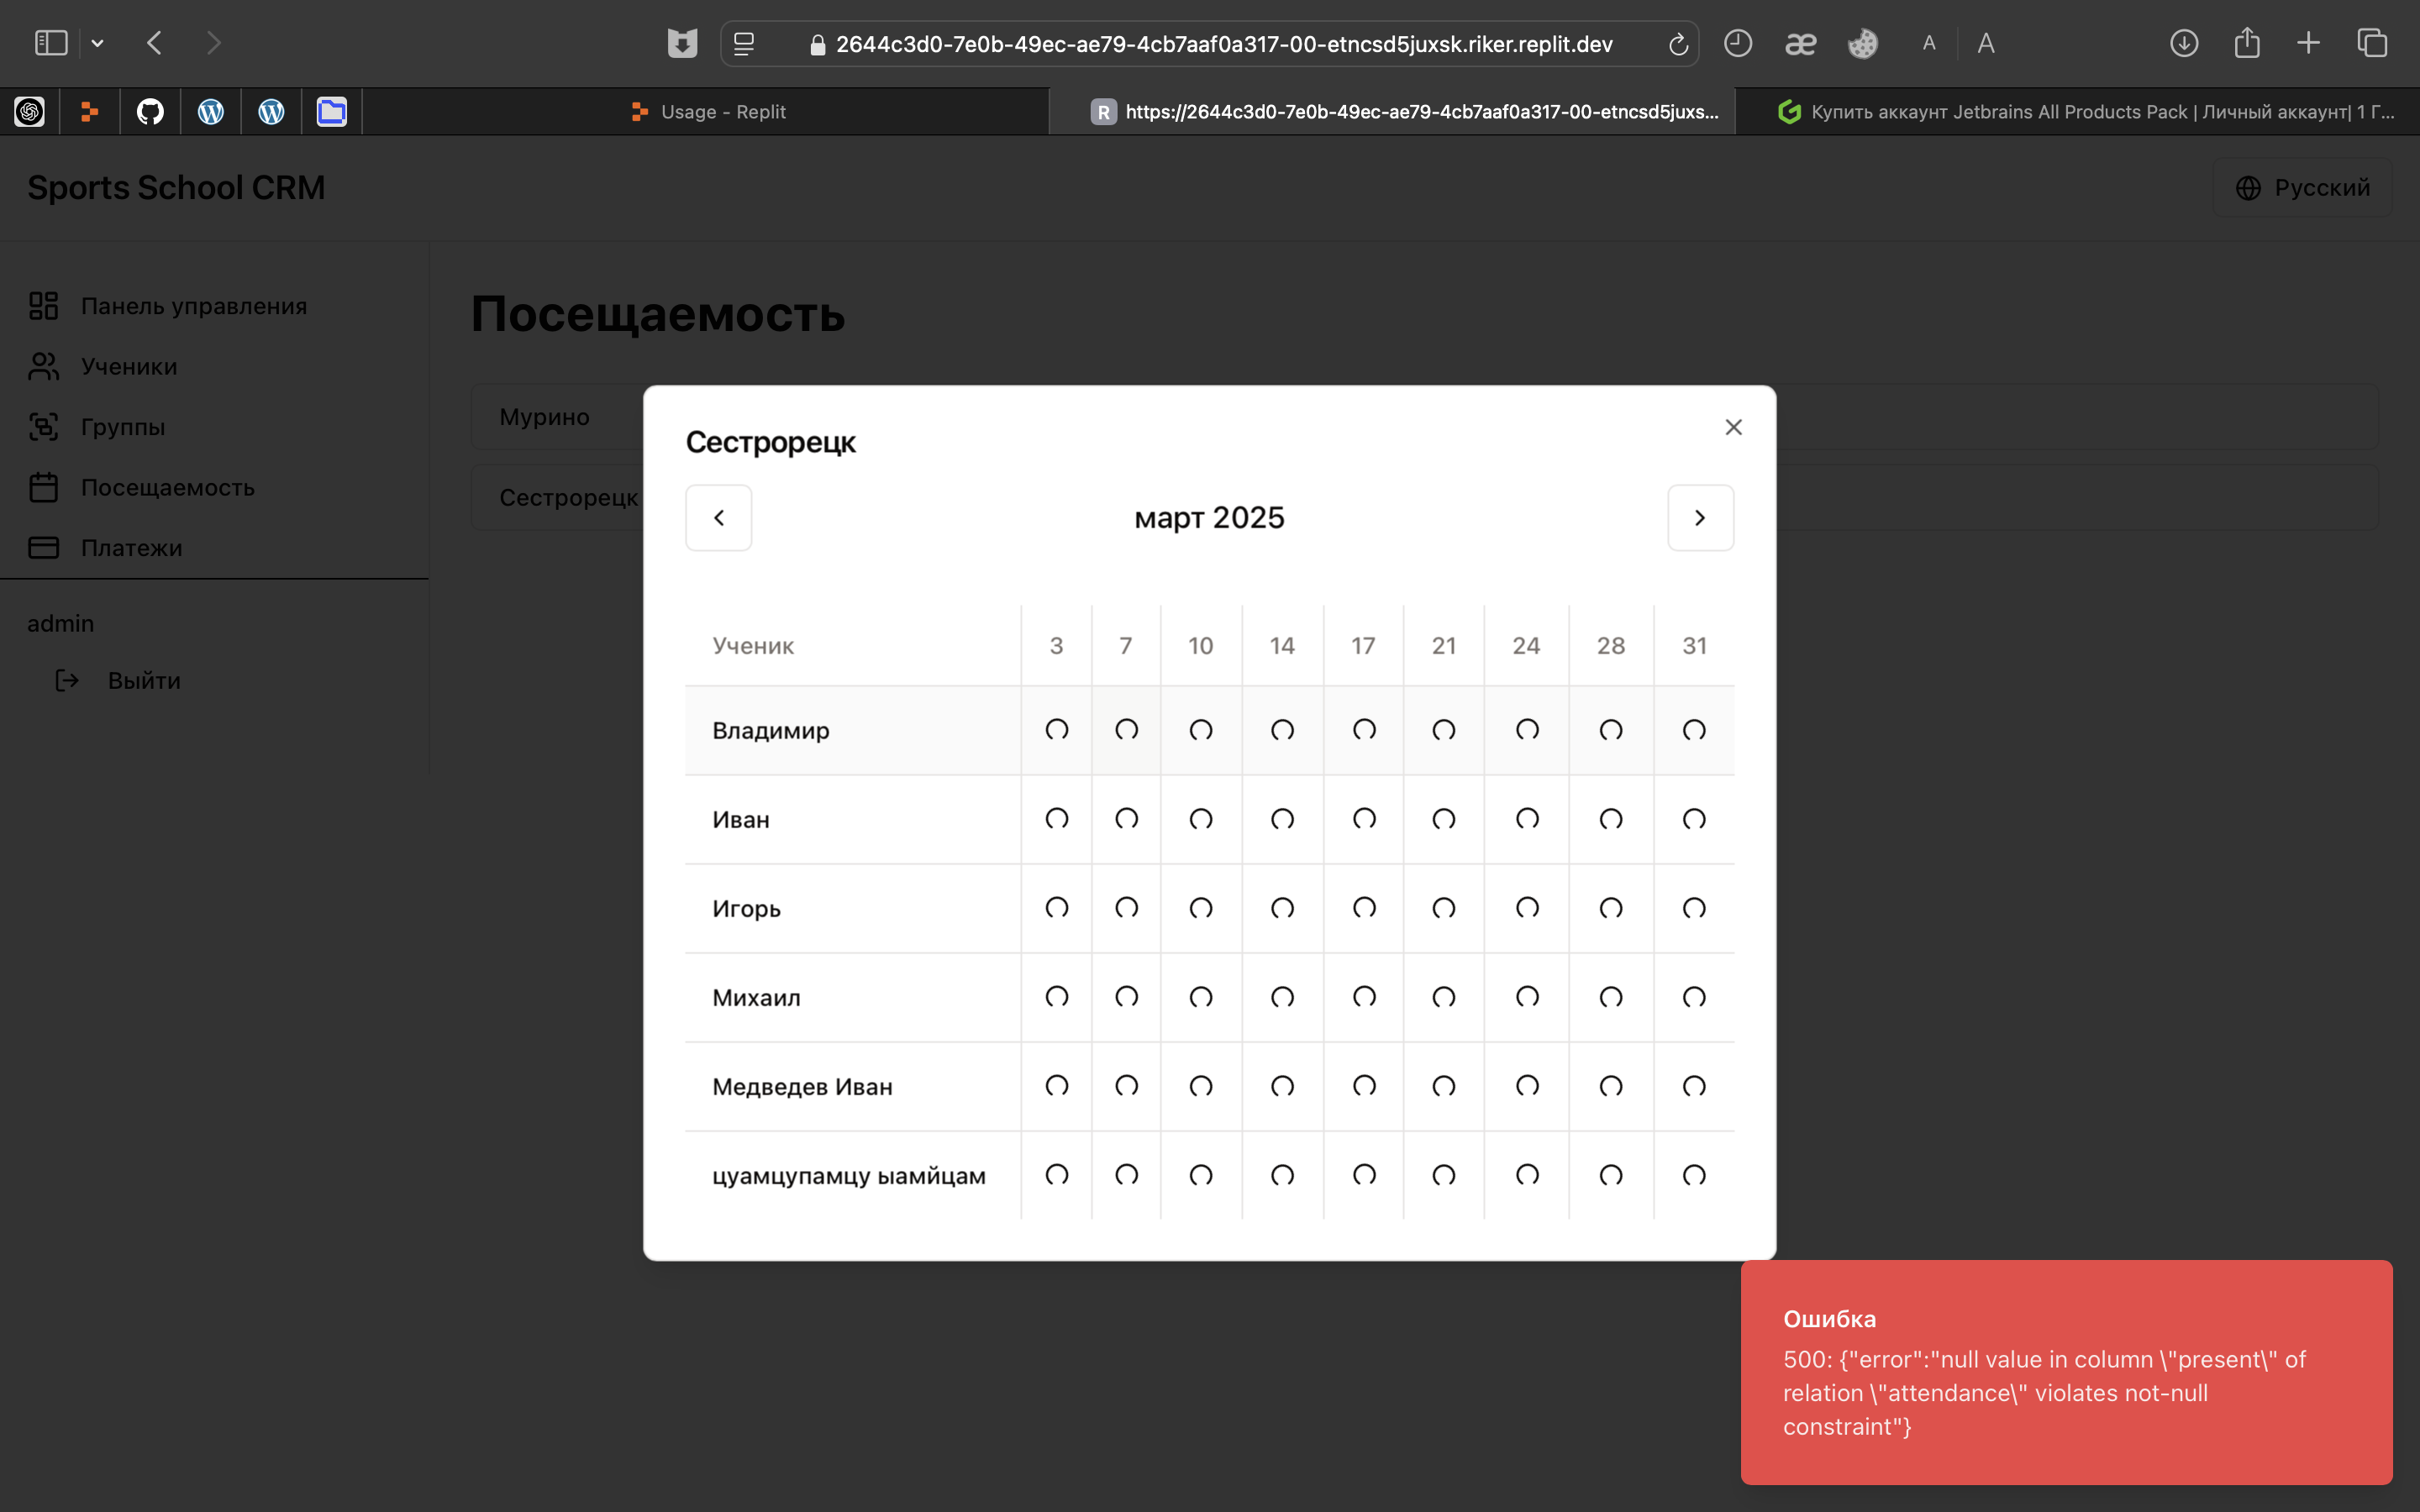 2644c3d0-7e0b-49ec-ae79-4cb7aaf0a317-00-etncsd5juxsk.riker.replit.dev
A A
Usage - Replit
R https://2644c3d0-7e0b-49ec-ae79-4cb7aaf0a317-00-etncsd5juxs...
Купить аккаунт Jetbrains All Products Pack | Личный аккаунт| 1 Г...
Sports School CRM
Русский
Панель управления
Ученики
Группы
Посещаемость
Платежи
admin
Выйти
Посещаемость
Мурино
Сестрорецк
Сестрорецк
март 2025
Ученик 3 7 10 14 17 21 24 28 31
Владимир
Иван
Игорь
Михаил
Медведев Иван
цуамцупамцу ыамйцам
Ошибка
500: {"error":"null value in column \"present\" of
relation \"attendance\" violates not-null
constraint"}